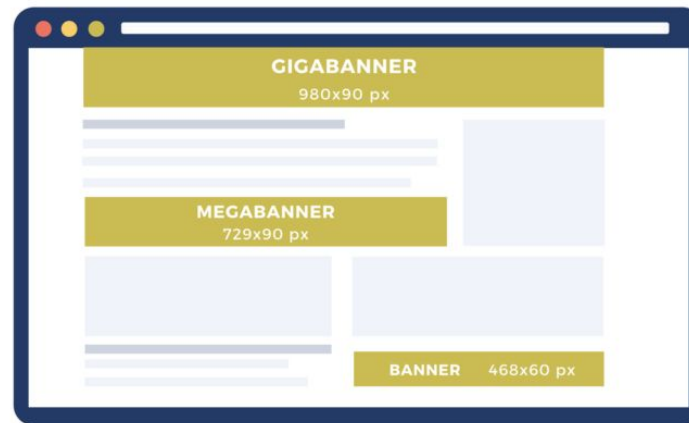 GIGABANNER
980x90 px
MEGABANNER
729x90 px
BANNER 468x60 px